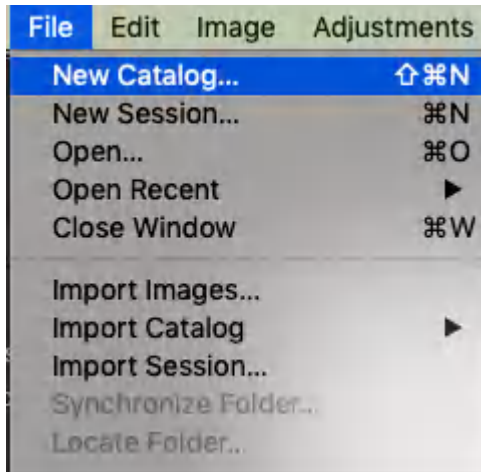 File Edit Image Adjustments
New Catalog... ⇧⌘N
New Session... ⌘N
Open... ⌘O
Open Recent ▶
Close Window ⌘W
Import Images...
Import Catalog ▶
Import Session...
Synchronize Folder...
Locate Folder...